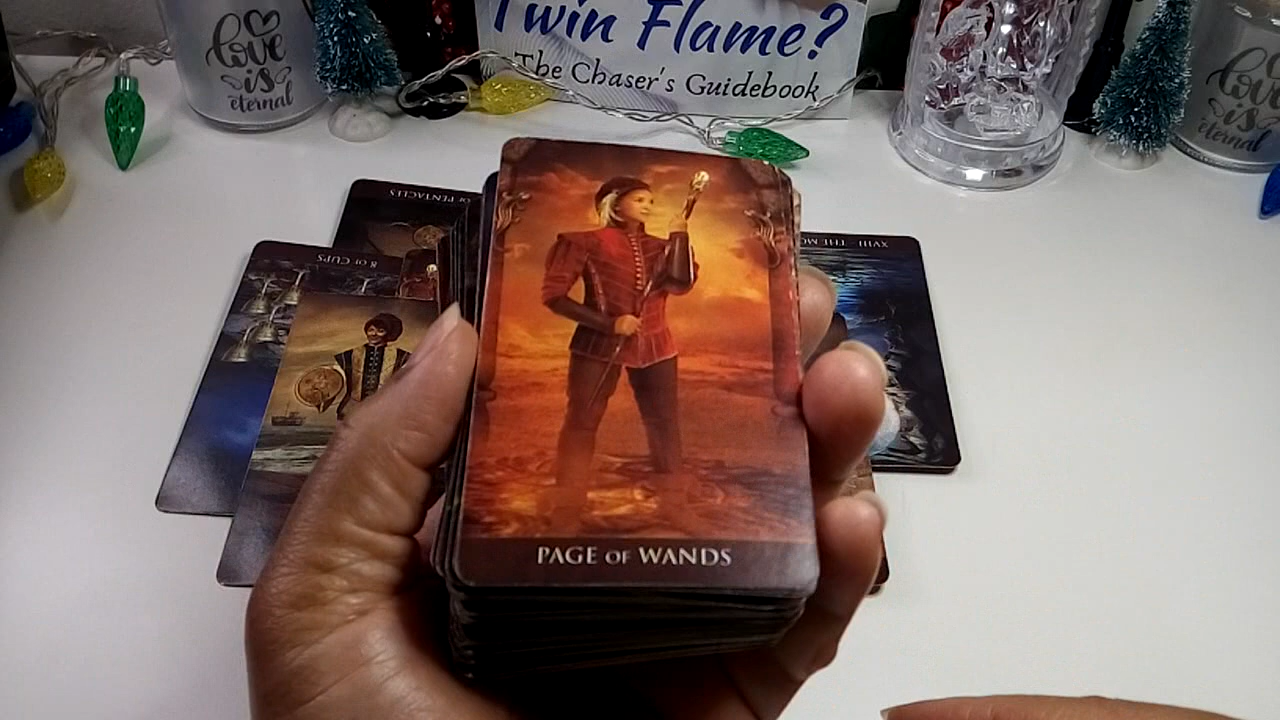 Twin Flame?
The Chaser's Guidebook
love
is
eternal
love
is
eternal
OF PENTACLES
8 OF CUPS
XVIII - THE MO
PAGE OF WANDS